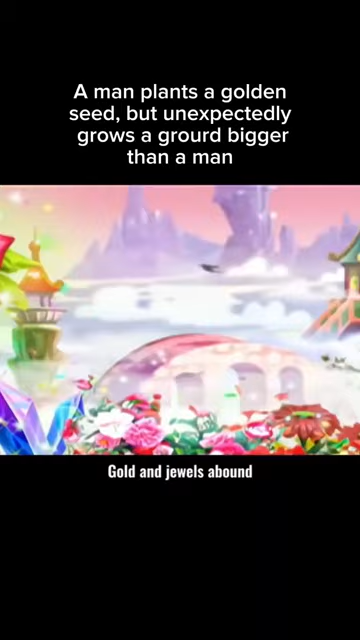 A man plants a golden
seed, but unexpectedly
grows a grourd bigger
than a man
Gold and jewels abound